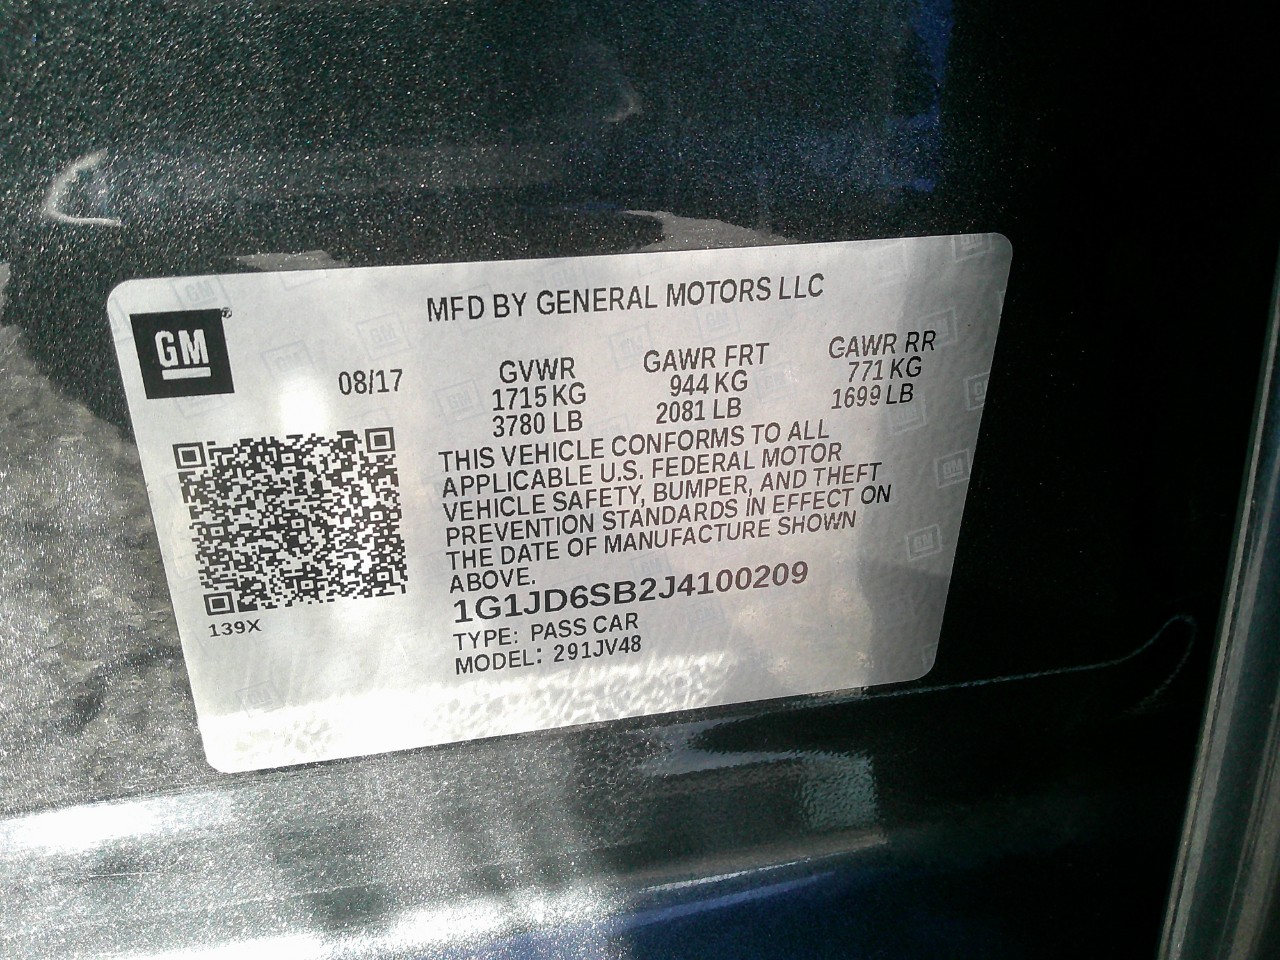 MFD BY GENERAL MOTORS LLC
GM®
08/17
GVWR GAWR FRT GAWR RR
1715 KG 944 KG 771 KG
3780 LB 2081 LB 1699 LB
THIS VEHICLE CONFORMS TO ALL
APPLICABLE U.S. FEDERAL MOTOR
VEHICLE SAFETY, BUMPER, AND THEFT
PREVENTION STANDARDS IN EFFECT ON
THE DATE OF MANUFACTURE SHOWN
ABOVE.
1G1JD6SB2J4100209
139X
TYPE: PASS CAR
MODEL: 291JV48